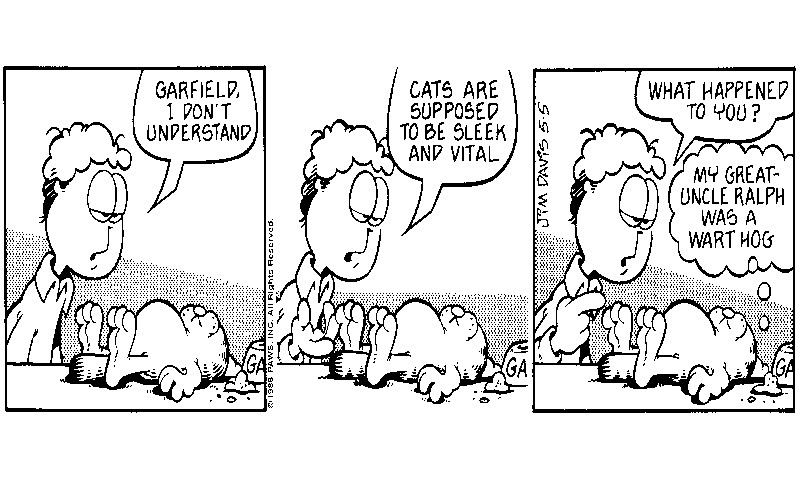 GARFIELD,
I DON'T
UNDERSTAND
© 1988 PAWS, INC. All Rights Reserved.
CATS ARE
SUPPOSED
TO BE SLEEK
AND VITAL
GA
JIM DAVIS 5-5
WHAT HAPPENED
TO YOU?
MY GREAT-
UNCLE RALPH
WAS A
WART HOG
GA